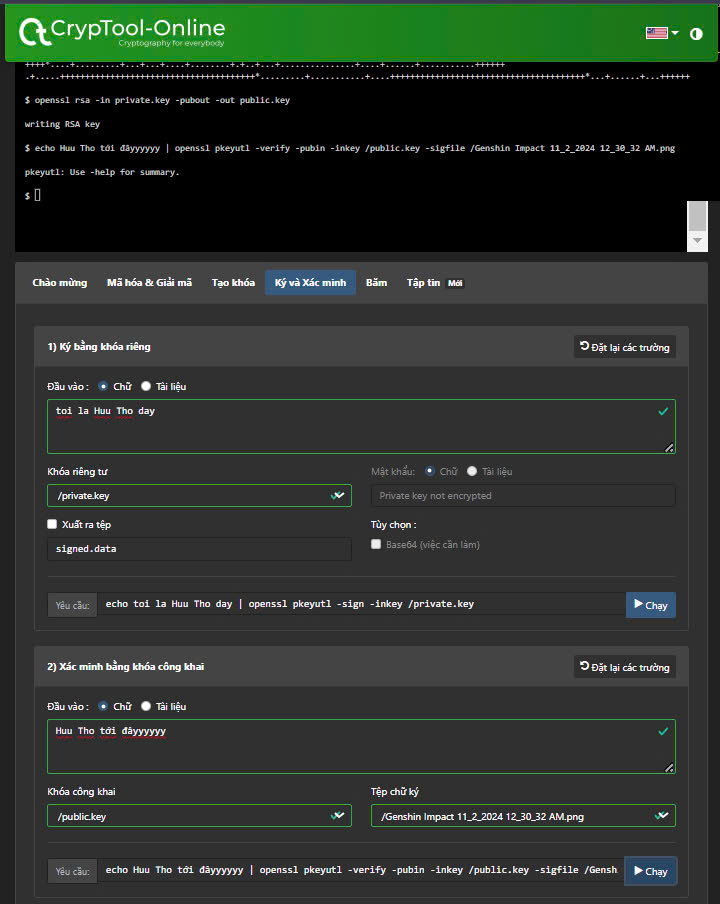 CrypTool-Online
Cryptography for everybody
++++*....+.........+...+....+....+.......+.+..+...+...............+....+......+...........++++++
.+.....+++++++++++++++++++++++++++++++++++++++*.........+...........+....+++++++++++++++++++++++++++++++++++++++*...+......+...++++++
$ openssl rsa -in private.key -pubout -out public.key
writing RSA key
$ echo Huu Tho tới đâyyyyyy | openssl pkeyutl -verify -pubin -inkey /public.key -sigfile /Genshin Impact 11_2_2024 12_30_32 AM.png
pkeyutl: Use -help for summary.
$
Chào mừng Mã hóa & Giải mã Tạo khóa Ký và Xác minh Băm Tập tin Mới
1) Ký bằng khóa riêng Đặt lại các trường
Đầu vào : Chữ Tài liệu
toi la Huu Tho day
Khóa riêng tư Mật khẩu: Chữ Tài liệu
/private.key Private key not encrypted
Xuất ra tệp Tùy chọn :
signed.data Base64 (việc cần làm)
Yêu cầu: echo toi la Huu Tho day | openssl pkeyutl -sign -inkey /private.key Chạy
2) Xác minh bằng khóa công khai Đặt lại các trường
Đầu vào : Chữ Tài liệu
Huu Tho tới đâyyyyyy
Khóa công khai Tệp chữ ký
/public.key /Genshin Impact 11_2_2024 12_30_32 AM.png
Yêu cầu: echo Huu Tho tới đâyyyyyy | openssl pkeyutl -verify -pubin -inkey /public.key -sigfile /Gensh Chạy